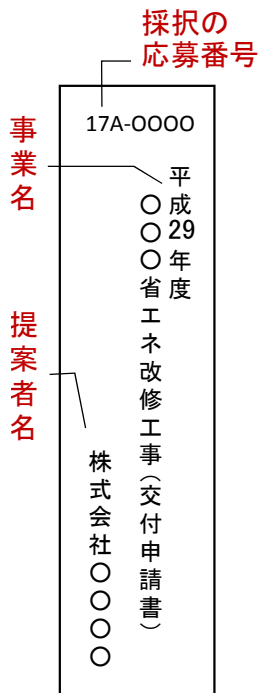 採択の
応募番号
17A-0000
事業名
平成29年度
〇〇〇省エネ改修工事(交付申請書)
提案者名
株式会社〇〇〇〇